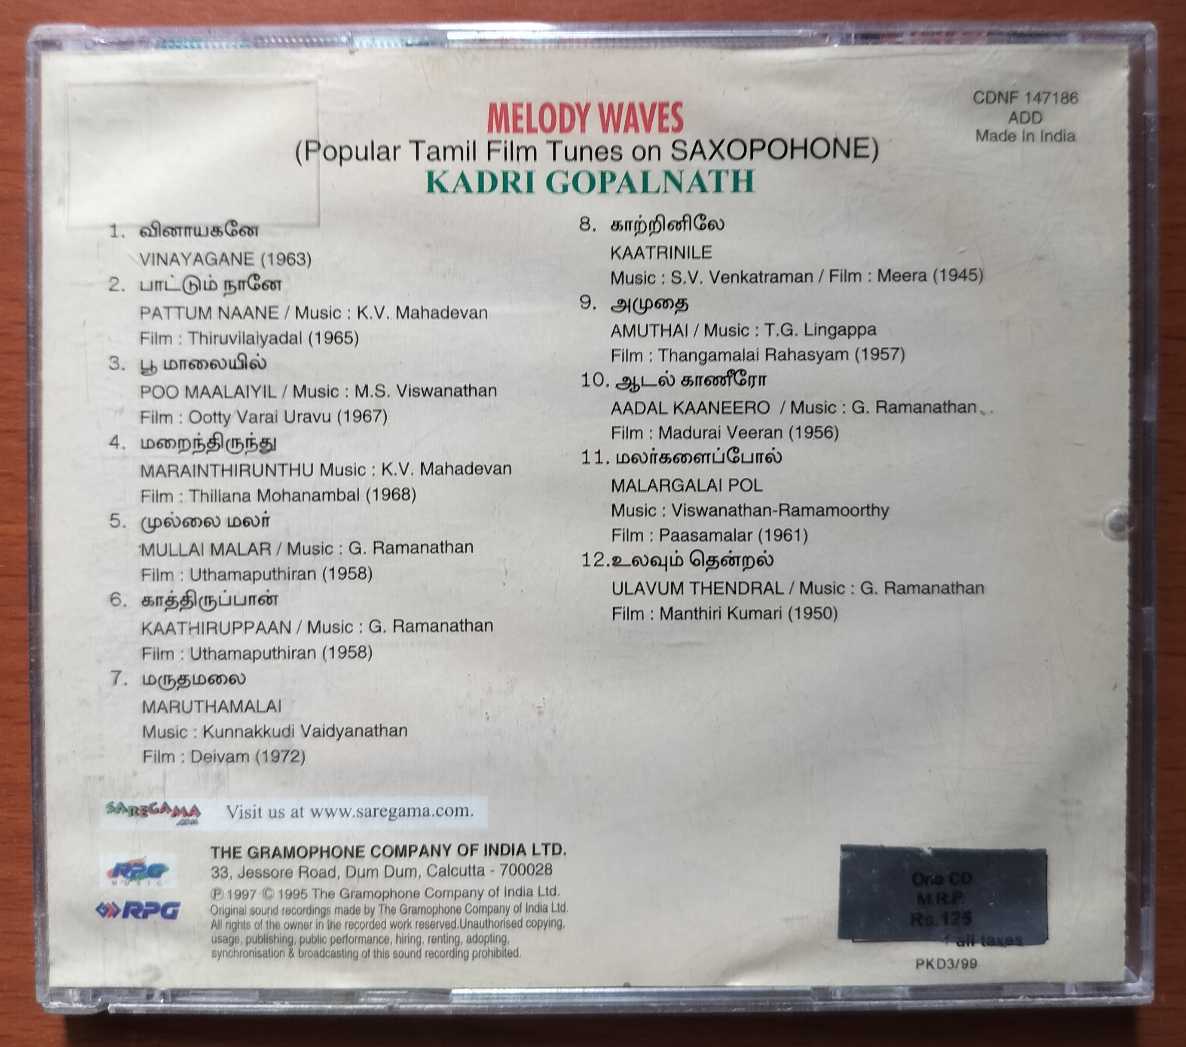 CDNF 147186
ADD
Made in India
MELODY WAVES
(Popular Tamil Film Tunes on SAXOPOHONE)
KADRI GOPALNATH
1. வினாயகனே
VINAYAGANE (1963)
2. பாட்டும் நானே
PATTUM NAANE / Music : K.V. Mahadevan
Film : Thiruvilaiyadal (1965)
3. பூ மாலையில்
POO MAALAIYIL / Music : M.S. Viswanathan
Film : Ootty Varai Uravu (1967)
4. மறைந்திருந்து
MARAINTHIRUNTHU Music : K.V. Mahadevan
Film : Thillana Mohanambal (1968)
5. முல்லை மலர்
MULLAI MALAR / Music : G. Ramanathan
Film : Uthamaputhiran (1958)
6. காத்திருப்பான்
KAATHIRUPPAAN / Music : G. Ramanathan
Film : Uthamaputhiran (1958)
7. மருதமலை
MARUTHAMALAI
Music : Kunnakkudi Vaidyanathan
Film : Deivam (1972)
8. காற்றினிலே
KAATRINILE
Music : S.V. Venkatraman / Film : Meera (1945)
9. அமுதை
AMUTHAI / Music : T.G. Lingappa
Film : Thangamalai Rahasyam (1957)
10. ஆடல் காணீரோ
AADAL KAANEERO / Music : G. Ramanathan
Film : Madurai Veeran (1956)
11. மலர்களைப்போல்
MALARGALAI POL
Music : Viswanathan-Ramamoorthy
Film : Paasamalar (1961)
12. உலவும் தென்றல்
ULAVUM THENDRAL / Music : G. Ramanathan
Film : Manthiri Kumari (1950)
SAREGAMA .com Visit us at www.saregama.com.
RPG
MUSIC
RPG
THE GRAMOPHONE COMPANY OF INDIA LTD.
33, Jessore Road, Dum Dum, Calcutta - 700028
℗ 1997 © 1995 The Gramophone Company of India Ltd.
Original sound recordings made by The Gramophone Company of India Ltd.
All rights of the owner in the recorded work reserved.Unauthorised copying,
usage, publishing, public performance, hiring, renting, adopting,
synchronisation & broadcasting of this sound recording prohibited.
One CD
M.R.P.
Rs. 125
+ all taxes
PKD3/99